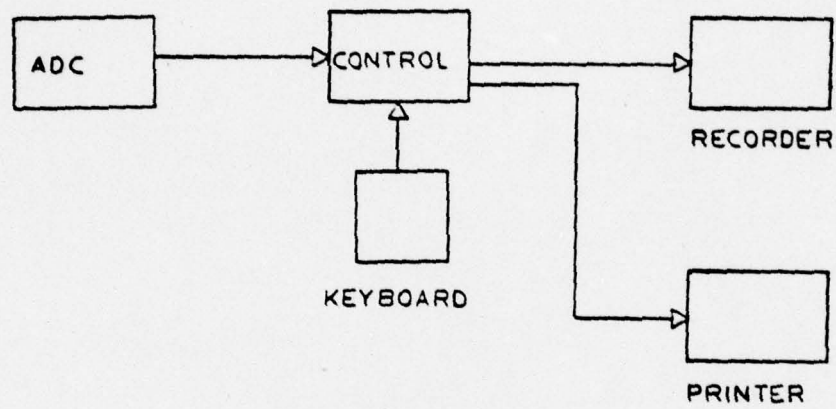 ADC
CONTROL
RECORDER
KEYBOARD
PRINTER